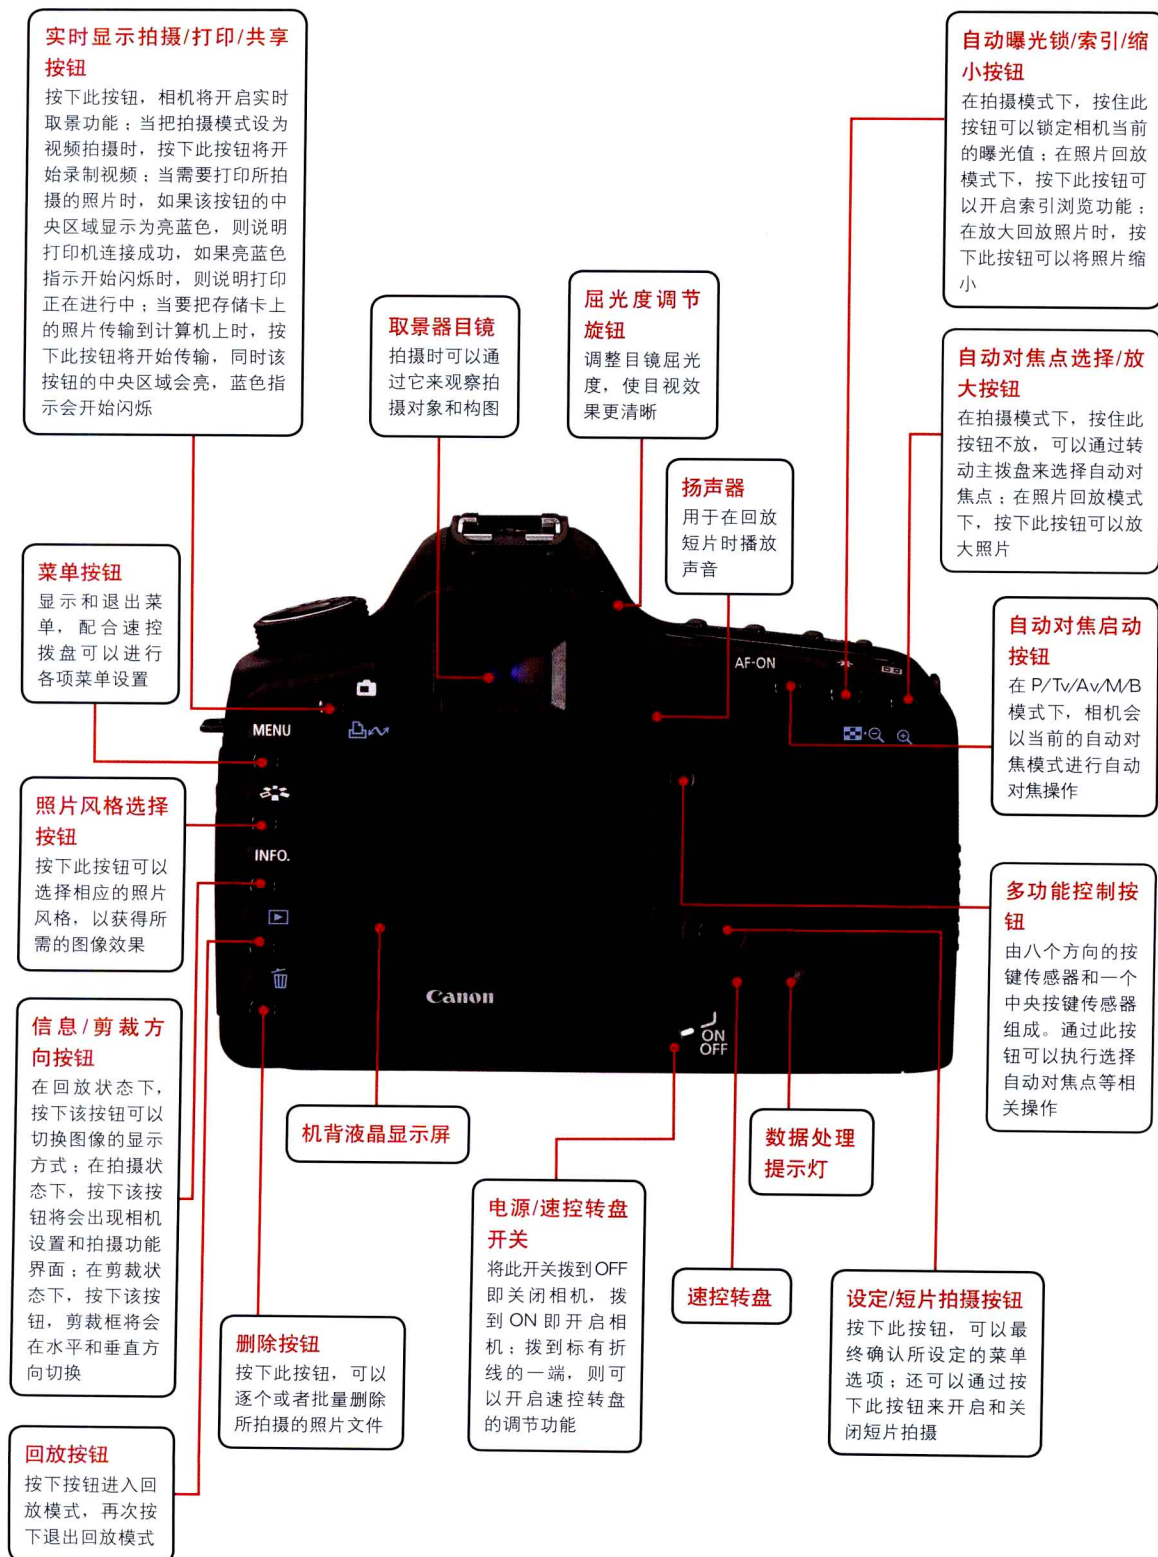 实时显示拍摄/打印/共享
按钮
按下此按钮，相机将开启实时
取景功能；当把拍摄模式设为
视频拍摄时，按下此按钮将开
始录制视频；当需要打印所拍
摄的照片时，如果该按钮的中
央区域显示为亮蓝色，则说明
打印机连接成功，如果亮蓝色
指示开始闪烁时，则说明打印
正在进行中；当要把存储卡上
的照片传输到计算机上时，按
下此按钮将开始传输，同时该
按钮的中央区域会亮，蓝色指
示会开始闪烁
取景器目镜
拍摄时可以通
过它来观察拍
摄对象和构图
屈光度调节
旋钮
调整目镜屈光
度，使目视效
果更清晰
自动曝光锁/索引/缩
小按钮
在拍摄模式下，按住此
按钮可以锁定相机当前
的曝光值；在照片回放
模式下，按下此按钮可
以开启索引浏览功能；
在放大回放照片时，按
下此按钮可以将照片缩
小
自动对焦点选择/放
大按钮
在拍摄模式下，按住此
按钮不放，可以通过转
动主拨盘来选择自动对
焦点；在照片回放模式
下，按下此按钮可以放
大照片
扬声器
用于在回放
短片时播放
声音
菜单按钮
显示和退出菜
单，配合速控
拨盘可以进行
各项菜单设置
自动对焦启动
按钮
在 P/Tv/Av/M/B
模式下，相机会
以当前的自动对
焦模式进行自动
对焦操作
AF-ON
MENU
INFO.
Canon
ON
OFF
照片风格选择
按钮
按下此按钮可以
选择相应的照片
风格，以获得所
需的图像效果
多功能控制按
钮
由八个方向的按
键传感器和一个
中央按键传感器
组成。通过此按
钮可以执行选择
自动对焦点等相
关操作
信息/剪裁方
向按钮
在回放状态下，
按下该按钮可以
切换图像的显示
方式；在拍摄状
态下，按下该按
钮将会出现相机
设置和拍摄功能
界面；在剪裁状
态下，按下该按
钮，剪裁框将会
在水平和垂直方
向切换
机背液晶显示屏
数据处理
提示灯
电源/速控转盘
开关
将此开关拨到 OFF
即关闭相机，拨
到 ON 即开启相
机；拨到标有折
线的一端，则可
以开启速控转盘
的调节功能
速控转盘
设定/短片拍摄按钮
按下此按钮，可以最
终确认所设定的菜单
选项；还可以通过按
下此按钮来开启和关
闭短片拍摄
删除按钮
按下此按钮，可以
逐个或者批量删除
所拍摄的照片文件
回放按钮
按下按钮进入回
放模式，再次按
下退出回放模式